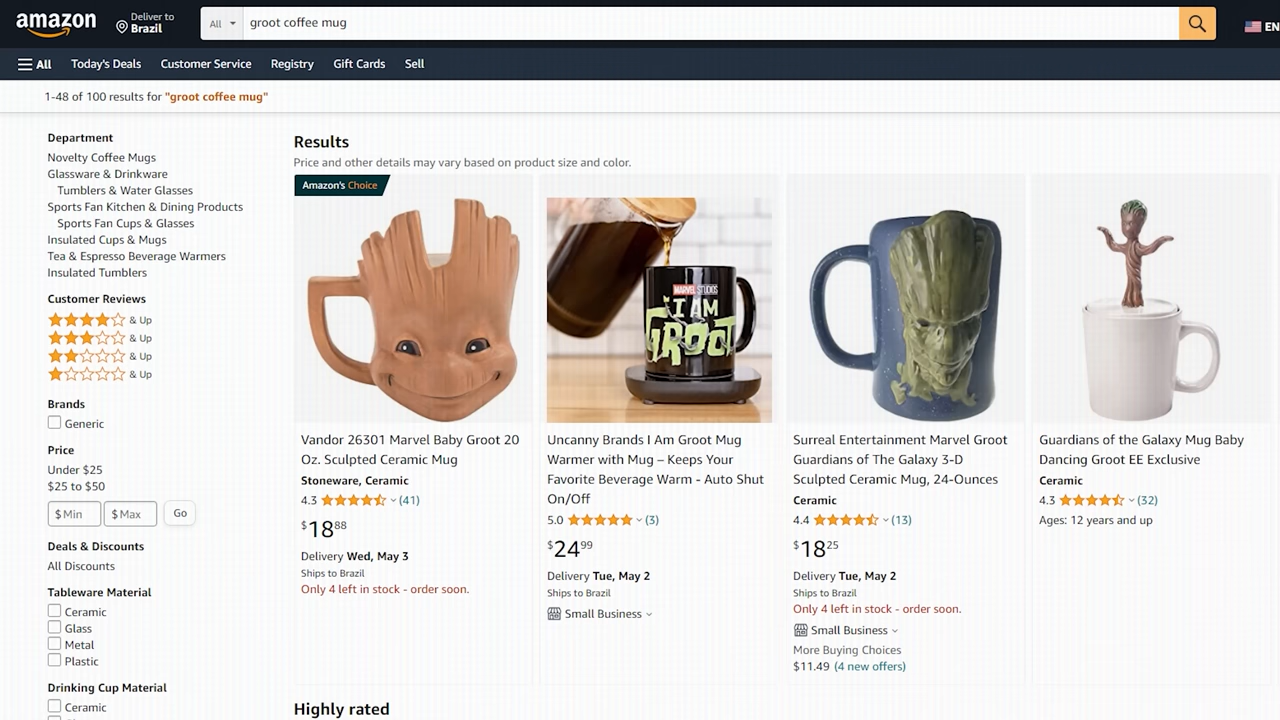 amazon
Deliver to
Brazil
All
groot coffee mug
EN
All
Today's Deals
Customer Service
Registry
Gift Cards
Sell
1-48 of 100 results for "groot coffee mug"
Department
Novelty Coffee Mugs
Glassware & Drinkware
Tumblers & Water Glasses
Sports Fan Kitchen & Dining Products
Sports Fan Cups & Glasses
Insulated Cups & Mugs
Tea & Espresso Beverage Warmers
Insulated Tumblers
Customer Reviews
& Up
& Up
& Up
& Up
Brands
Generic
Price
Under $25
$25 to $50
$ Min
$ Max
Go
Deals & Discounts
All Discounts
Tableware Material
Ceramic
Glass
Metal
Plastic
Drinking Cup Material
Ceramic
Results
Price and other details may vary based on product size and color.
Amazon's Choice
Vandor 26301 Marvel Baby Groot 20
Oz. Sculpted Ceramic Mug
Stoneware, Ceramic
4.3 (41)
$18 88
Delivery Wed, May 3
Ships to Brazil
Only 4 left in stock - order soon.
MARVEL STUDIOS
I AM
GROOT
Uncanny Brands I Am Groot Mug
Warmer with Mug – Keeps Your
Favorite Beverage Warm - Auto Shut
On/Off
5.0 (3)
$24 99
Delivery Tue, May 2
Ships to Brazil
Small Business
Surreal Entertainment Marvel Groot
Guardians of The Galaxy 3-D
Sculpted Ceramic Mug, 24-Ounces
Ceramic
4.4 (13)
$18 25
Delivery Tue, May 2
Ships to Brazil
Only 4 left in stock - order soon.
Small Business
More Buying Choices
$11.49 (4 new offers)
Guardians of the Galaxy Mug Baby
Dancing Groot EE Exclusive
Ceramic
4.3 (32)
Ages: 12 years and up
Highly rated